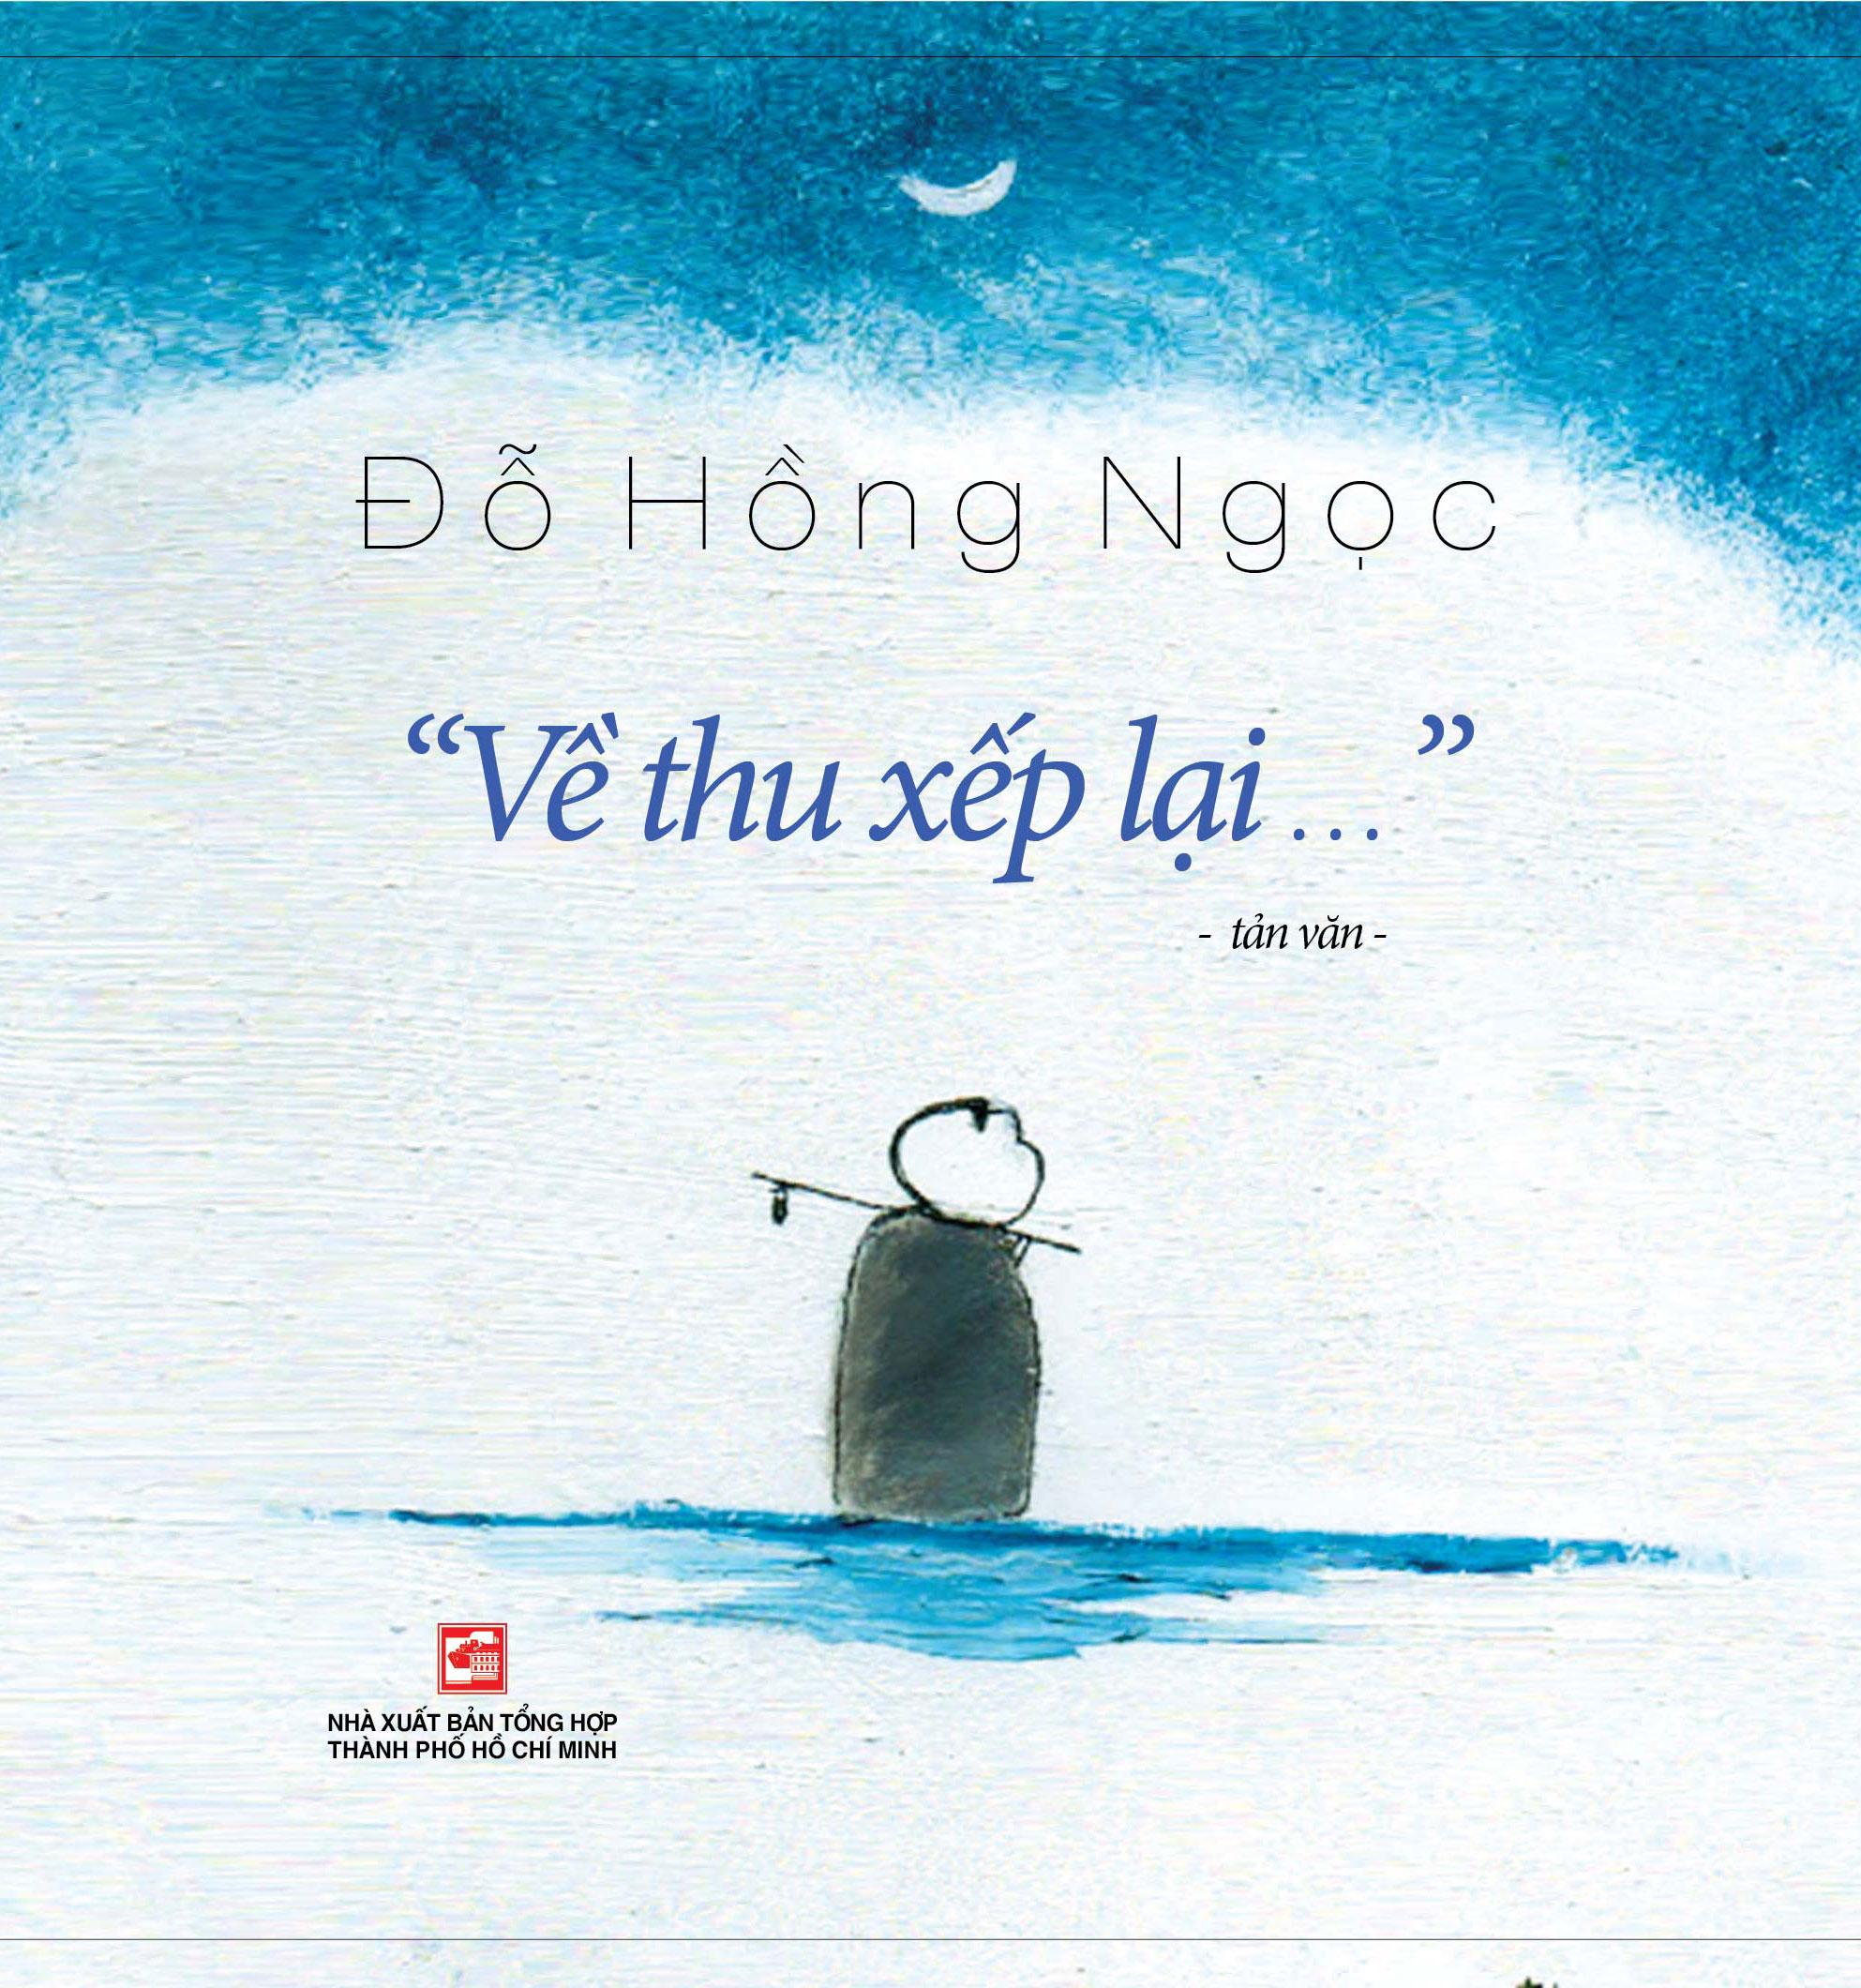 Đỗ Hồng Ngọc
“Về thu xếp lại...”
- tản văn -
NHÀ XUẤT BẢN TỔNG HỢP
THÀNH PHỐ HỒ CHÍ MINH